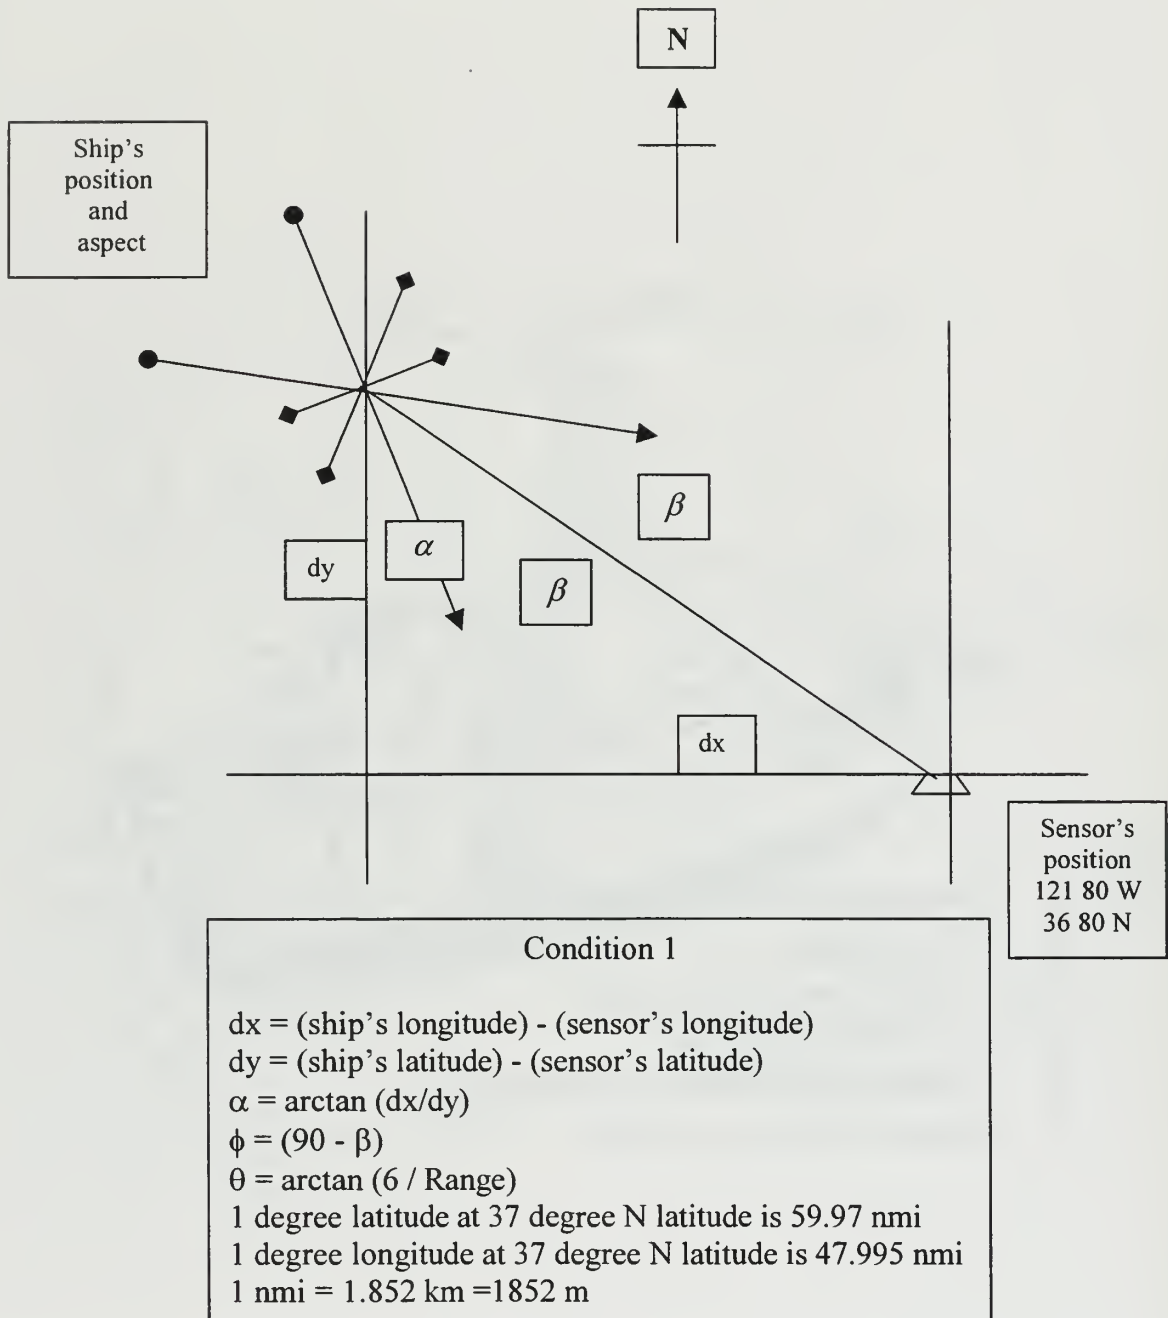 N
Ship's
position
and
aspect
β
α
dy
β
dx
Sensor's
position
121 80 W
36 80 N
Condition 1
dx = (ship's longitude) - (sensor's longitude)
dy = (ship's latitude) - (sensor's latitude)
α = arctan (dx/dy)
ϕ = (90 - β)
θ = arctan (6 / Range)
1 degree latitude at 37 degree N latitude is 59.97 nmi
1 degree longitude at 37 degree N latitude is 47.995 nmi
1 nmi = 1.852 km =1852 m